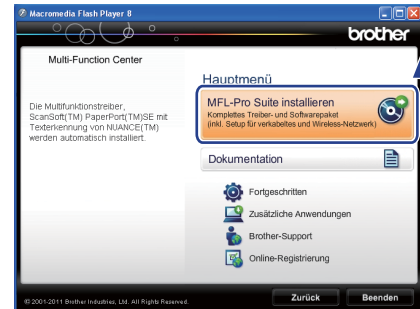 Macromedia Flash Player 8
brother
Multi-Function Center
Die Multifunktionstreiber,
ScanSoft(TM) PaperPort(TM)SE mit
Texterkennung von NUANCE(TM)
werden automatisch installiert.
Hauptmenü
MFL-Pro Suite installieren
Komplettes Treiber- und Softwarepaket
(inkl. Setup für verkabeltes und Wireless-Netzwerk)
Dokumentation
Fortgeschritten
Zusätzliche Anwendungen
Brother-Support
Online-Registrierung
© 2001-2011 Brother Industries, Ltd. All Rights Reserved.
Zurück
Beenden